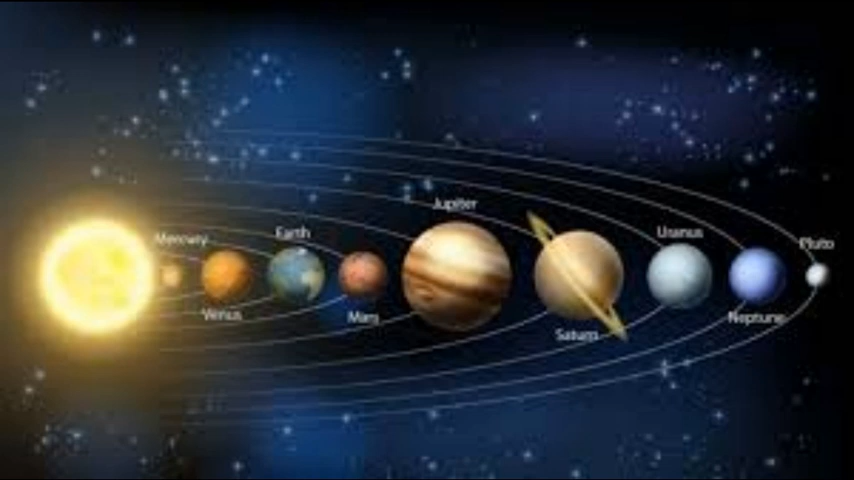 Mercury
Venus
Earth
Mars
Jupiter
Saturn
Uranus
Neptune
Pluto